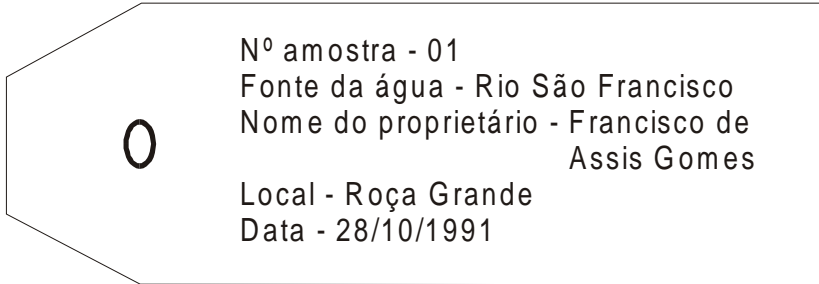 Nº amostra - 01
Fonte da água - Rio São Francisco
Nome do proprietário - Francisco de
Assis Gomes
Local - Roça Grande
Data - 28/10/1991